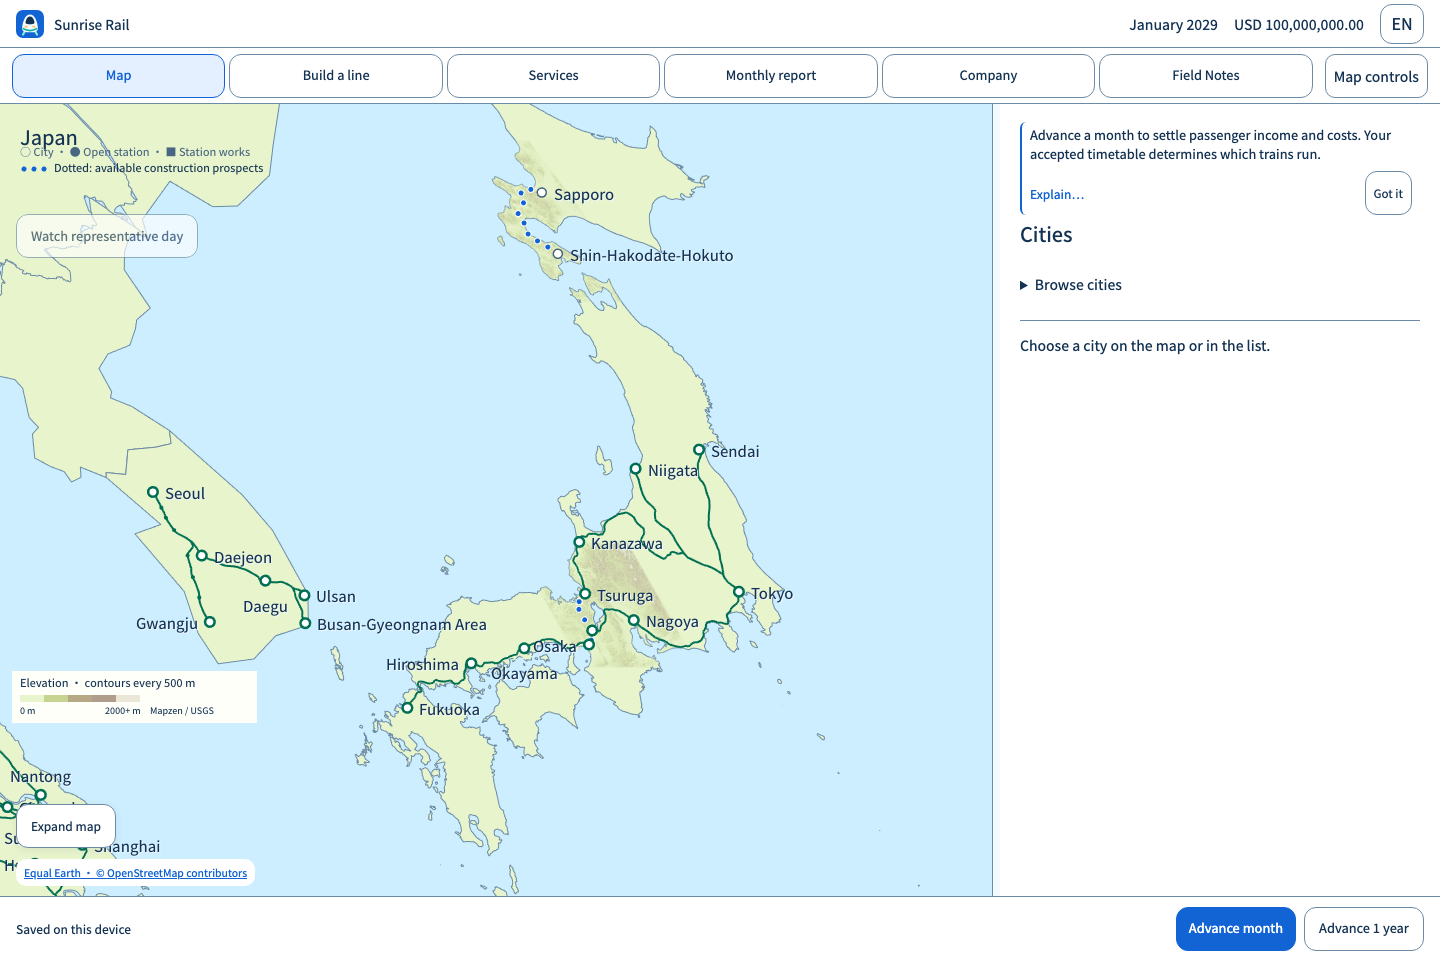 Sunrise Rail
January 2029
USD 100,000,000.00
EN
Map
Build a line
Services
Monthly report
Company
Field Notes
Map controls
Japan
City • Open station • Station works
Dotted: available construction prospects
Watch representative day
Sapporo
Shin-Hakodate-Hokuto
Sendai
Niigata
Seoul
Kanazawa
Daejeon
Tokyo
Tsuruga
Ulsan
Daegu
Nagoya
Gwangju
Busan-Gyeongnam Area
Osaka
Hiroshima
Okayama
Fukuoka
Elevation • contours every 500 m
0 m
2000+ m
Mapzen / USGS
Nantong
Expand map
Shanghai
Equal Earth • © OpenStreetMap contributors
Advance a month to settle passenger income and costs. Your
accepted timetable determines which trains run.
Explain…
Got it
Cities
Browse cities
Choose a city on the map or in the list.
Saved on this device
Advance month
Advance 1 year